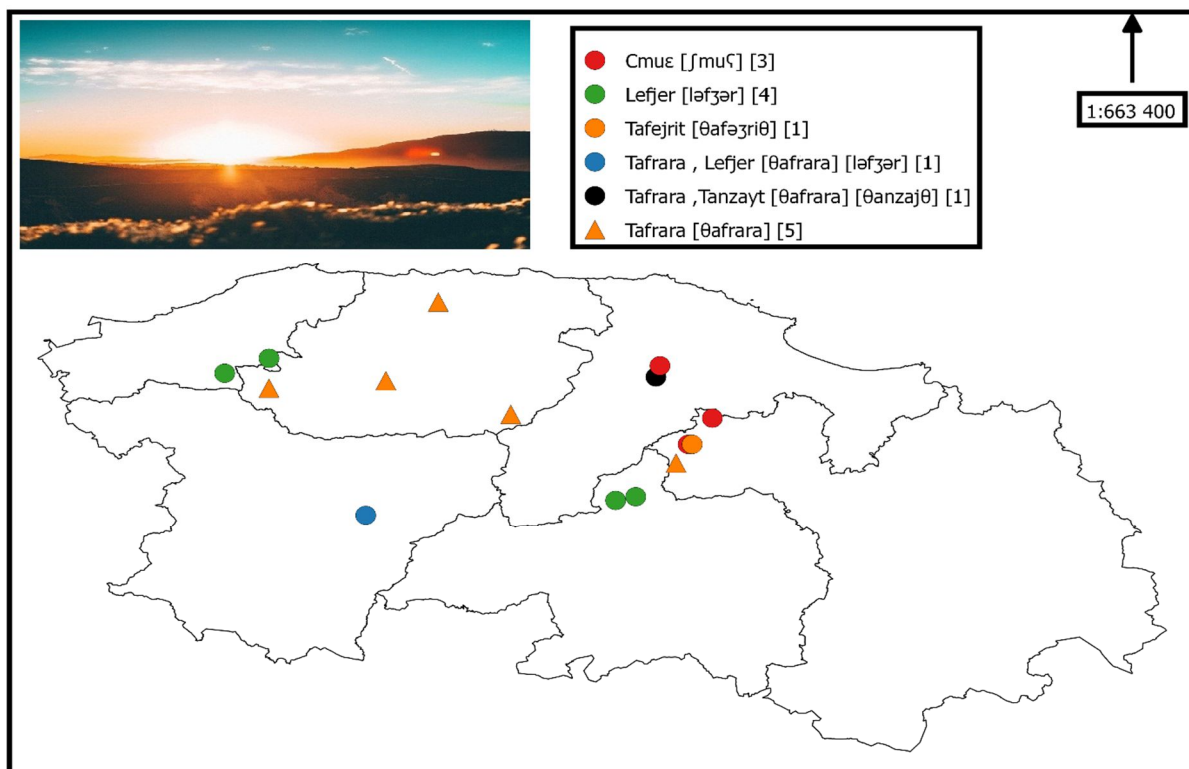 Cmuɛ [ʃmuʕ] [3]
Lefjer [ləfʒər] [4]
Tafejrit [θafəʒriθ] [1]
Tafrara , Lefjer [θafrara] [ləfʒər] [1]
Tafrara ,Tanzayt [θafrara] [θanzajθ] [1]
Tafrara [θafrara] [5]
1:663 400